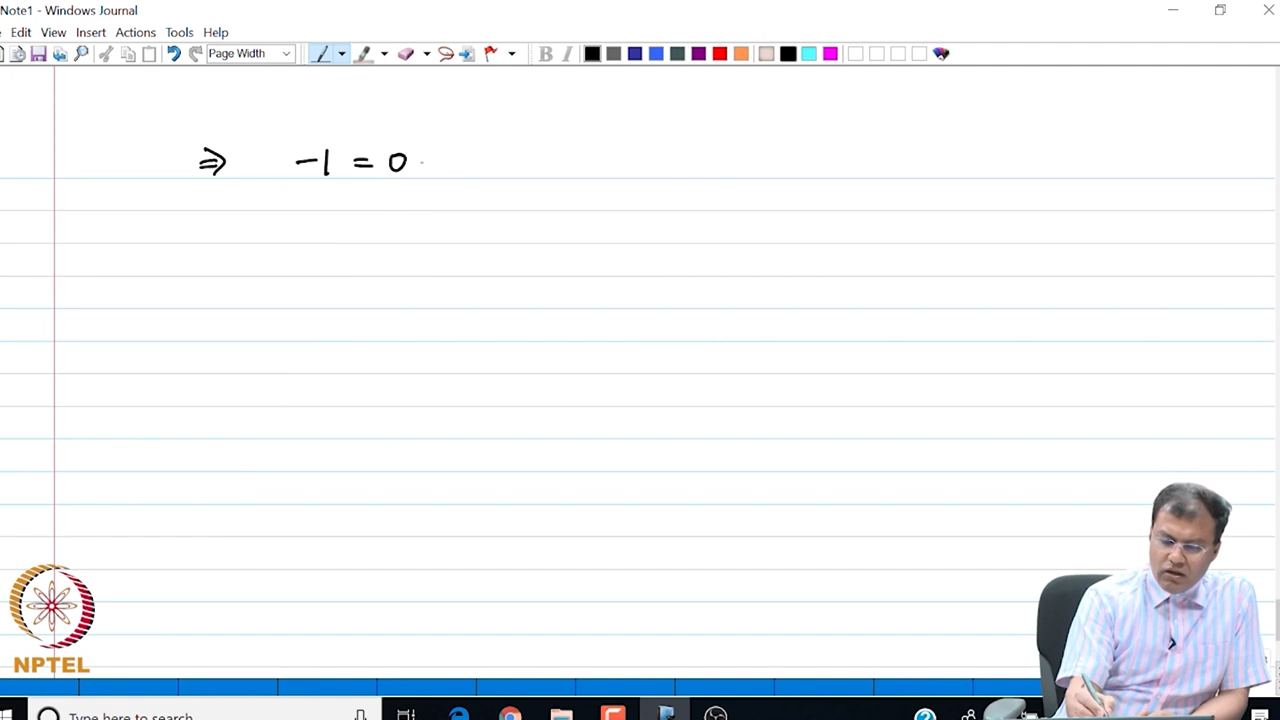 Note1 - Windows Journal
Edit View Insert Actions Tools Help
Page Width B I
⇒ -1 = 0
NPTEL
Type here to search